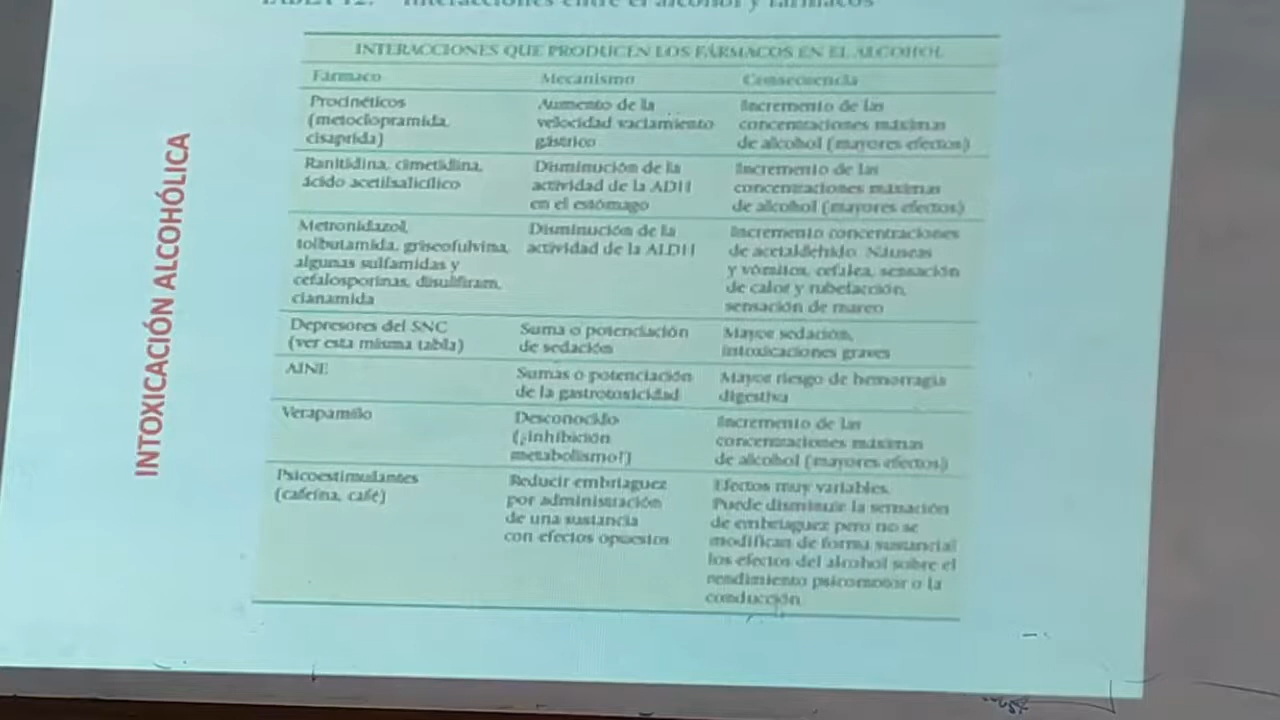 TABLA 12. Interacciones entre el alcohol y fármacos
INTOXICACIÓN ALCOHÓLICA
INTERACCIONES QUE PRODUCEN LOS FÁRMACOS EN EL ALCOHOL
Fármaco Mecanismo Consecuencia
Procinéticos
(metoclopramida,
cisaprida)
Aumento de la
velocidad vaciamiento
gástrico
Incremento de las
concentraciones máximas
de alcohol (mayores efectos)
Ranitidina, cimetidina,
ácido acetilsalicílico
Disminución de la
actividad de la ADH
en el estómago
Incremento de las
concentraciones máximas
de alcohol (mayores efectos)
Metronidazol,
tolbutamida, griseofulvina,
algunas sulfamidas y
cefalosporinas, disulfiram,
cianamida
Disminución de la
actividad de la ALDH
Incremento concentraciones
de acetaldehído. Náuseas
y vómitos, cefalea, sensación
de calor y rubefacción,
sensación de mareo
Depresores del SNC
(ver esta misma tabla)
Suma o potenciación
de sedación
Mayor sedación,
intoxicaciones graves
AINE
Sumas o potenciación
de la gastrotoxicidad
Mayor riesgo de hemorragia
digestiva
Verapamilo
Desconocido
(¿inhibición
metabolismo?)
Incremento de las
concentraciones máximas
de alcohol (mayores efectos)
Psicoestimulantes
(cafeína, café)
Reducir embriaguez
por administración
de una sustancia
con efectos opuestos
Efectos muy variables.
Puede disminuir la sensación
de embriaguez pero no se
modifican de forma sustancial
los efectos del alcohol sobre el
rendimiento psicomotor o la
conducción